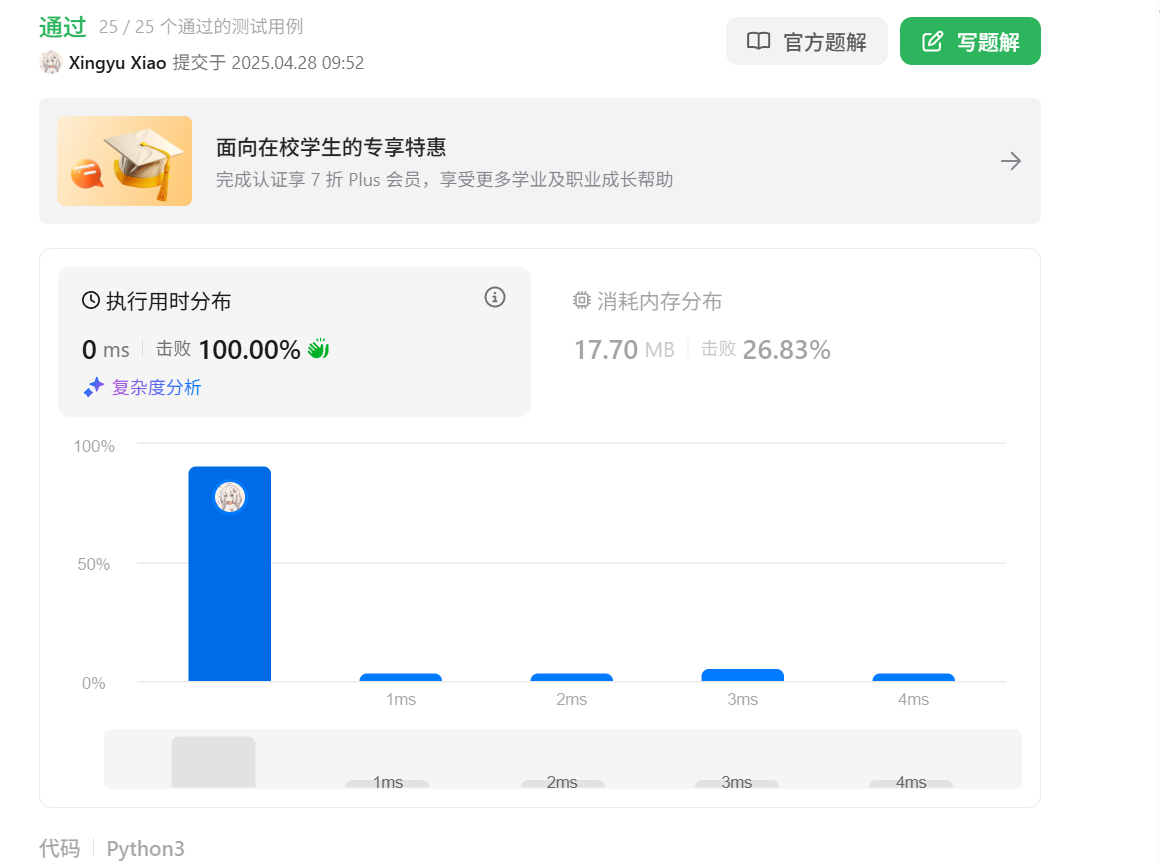 通过 25 / 25 个通过的测试用例
官方题解 写题解
Xingyu Xiao 提交于 2025.04.28 09:52
面向在校学生的专享特惠
完成认证享 7 折 Plus 会员，享受更多学业及职业成长帮助
执行用时分布
0 ms 击败 100.00%
复杂度分析
消耗内存分布
17.70 MB 击败 26.83%
100%
50%
0%
1ms 2ms 3ms 4ms
1ms 2ms 3ms 4ms
代码 Python3